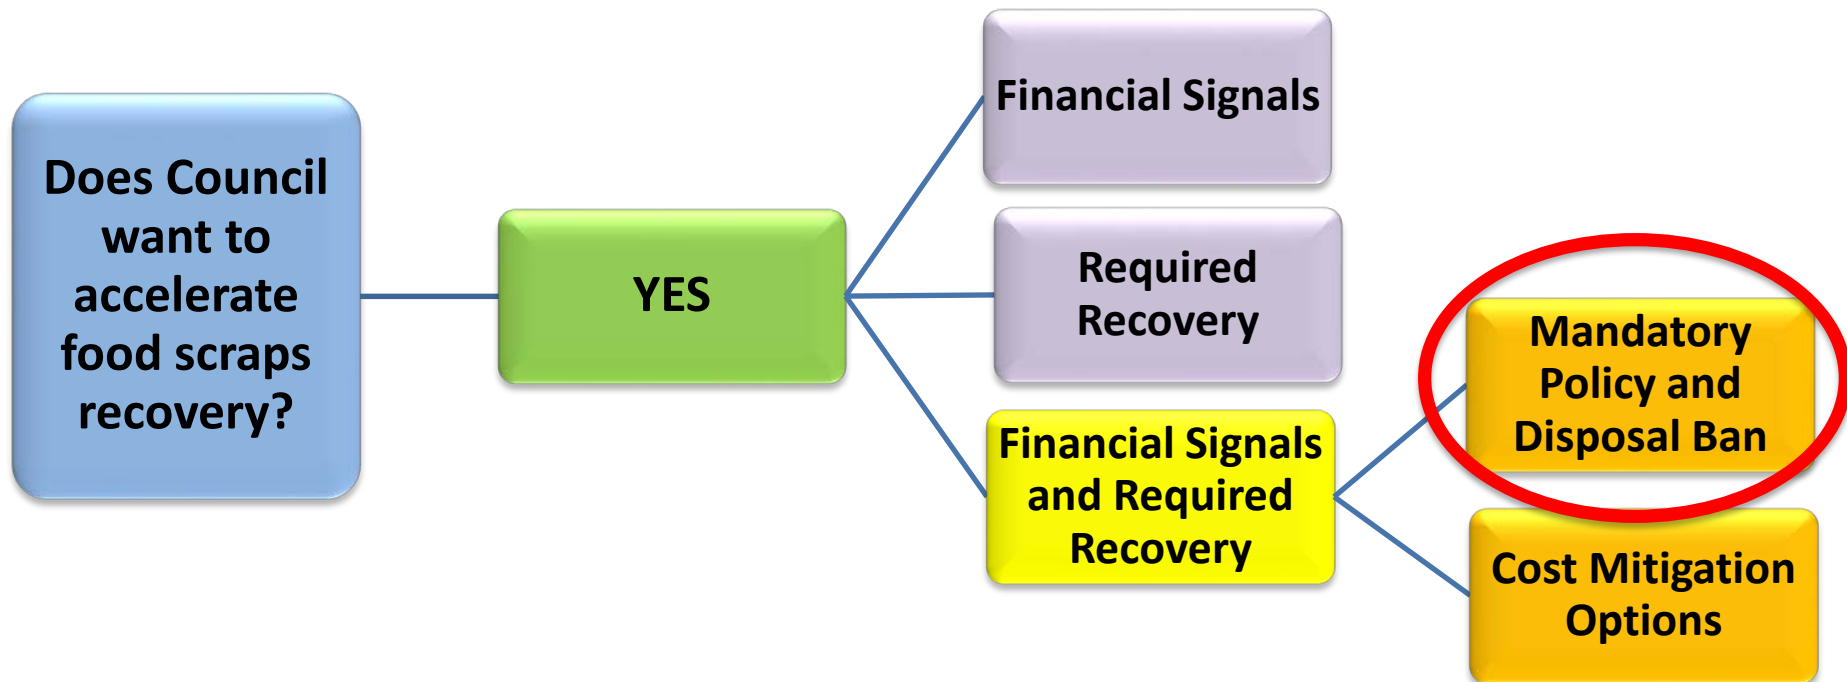 Does Council
want to
accelerate
food scraps
recovery?
YES
Financial Signals
Required
Recovery
Financial Signals
and Required
Recovery
Mandatory
Policy and
Disposal Ban
Cost Mitigation
Options